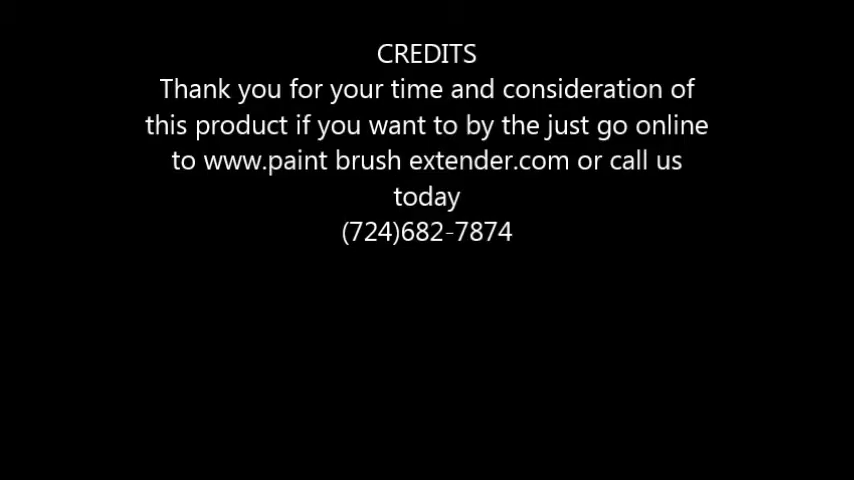 CREDITS
Thank you for your time and consideration of
this product if you want to by the just go online
to www.paint brush extender.com or call us
today
(724)682-7874